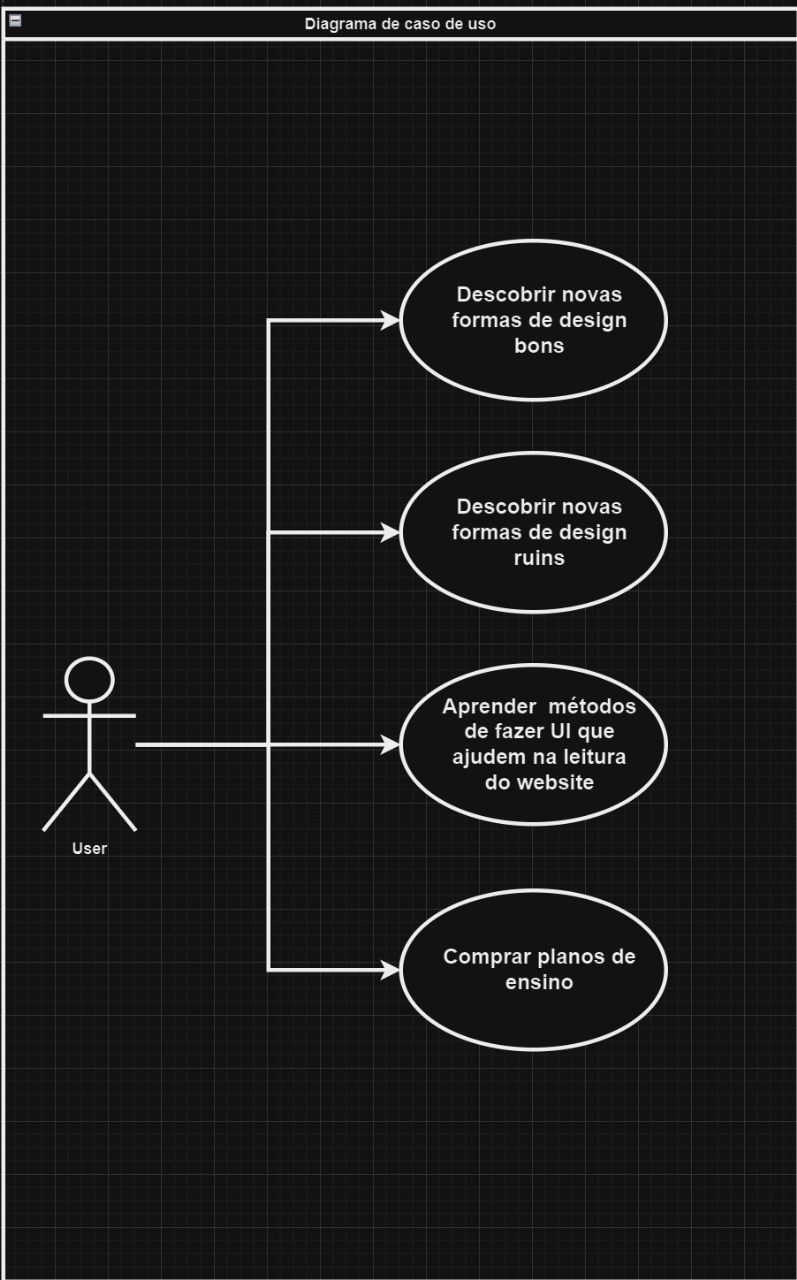 Diagrama de caso de uso
Descobrir novas
formas de design
bons
Descobrir novas
formas de design
ruins
Aprender  métodos
de fazer UI que
ajudem na leitura
do website
User
Comprar planos de
ensino